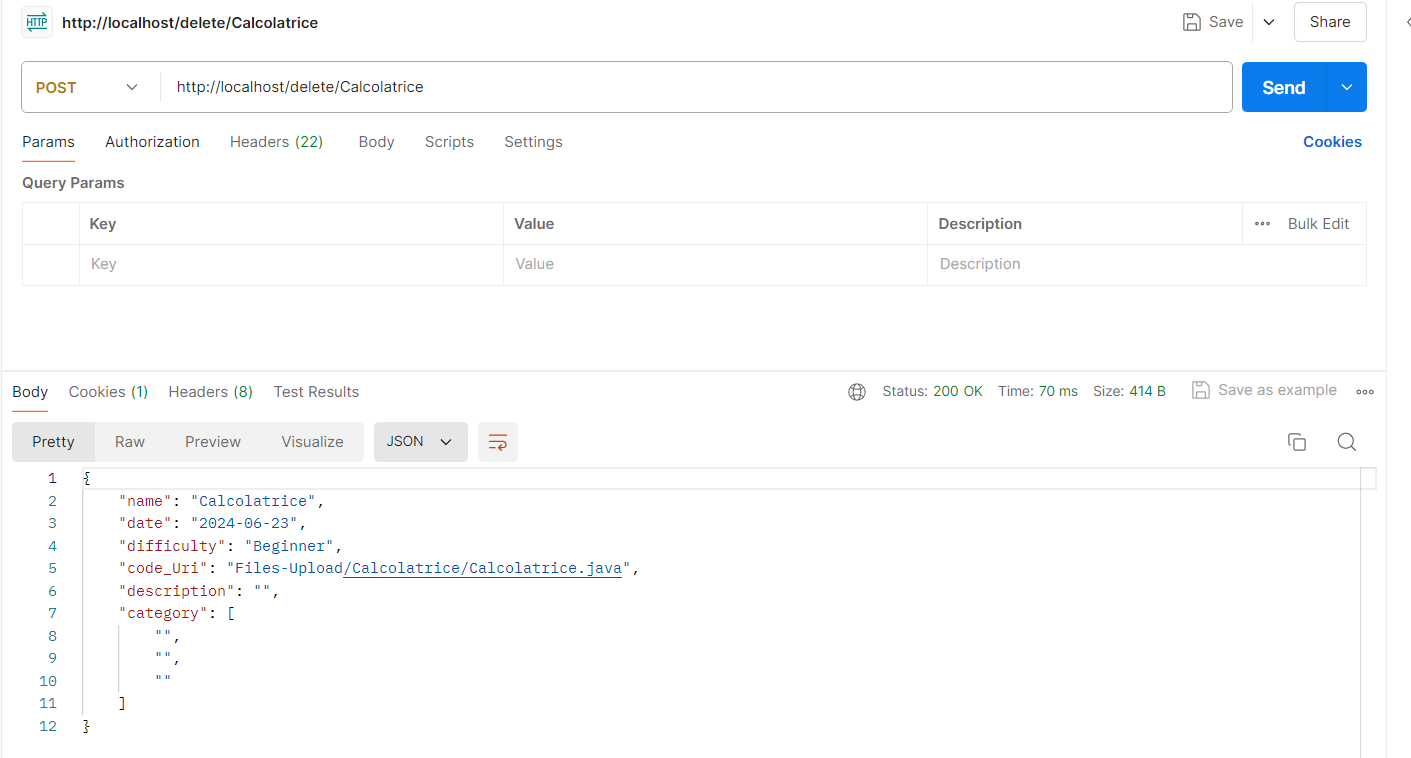 HTTP http://localhost/delete/Calcolatrice Save Share
POST http://localhost/delete/Calcolatrice Send
Params Authorization Headers (22) Body Scripts Settings Cookies
Query Params
Key Value Description ••• Bulk Edit
Key Value Description
Body Cookies (1) Headers (8) Test Results Status: 200 OK Time: 70 ms Size: 414 B Save as example
Pretty Raw Preview Visualize JSON
1 {
2 "name": "Calcolatrice",
3 "date": "2024-06-23",
4 "difficulty": "Beginner",
5 "code_Uri": "Files-Upload/Calcolatrice/Calcolatrice.java",
6 "description": "",
7 "category": [
8 "",
9 "",
10 ""
11 ]
12 }